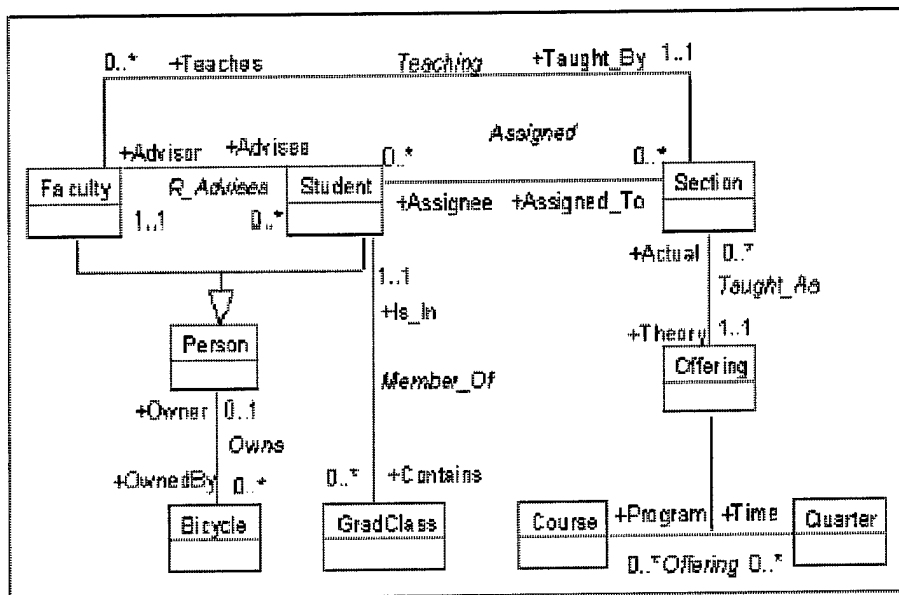 0..* +Teaches Teaching +Taught_By 1..1
Assigned
+Advisor +Advises 0..* 0..*
Faculty R_Advises Student Section
+Assignee +Assigned_To
1..1 0..*
+Actual 0..*
1..1 Taught_As
+Is_In
Person +Theory 1..1
Offering
Member_Of
+Owner 0..1
Owns
+OwnedBy 0..* 0..* +Contains
Bicycle GradClass Course +Program +Time Quarter
0..* Offering 0..*